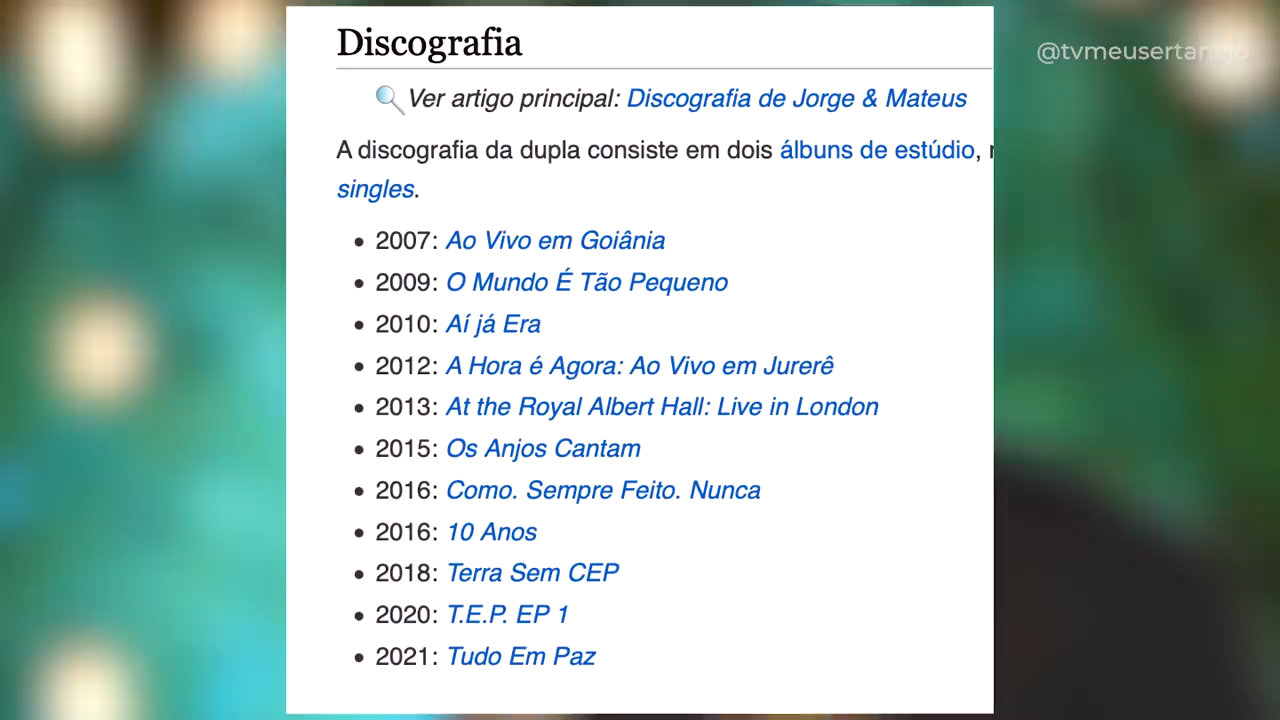 Discografia
@tvmeusertanejo
Ver artigo principal: Discografia de Jorge & Mateus
A discografia da dupla consiste em dois álbuns de estúdio,
singles.
2007: Ao Vivo em Goiânia
2009: O Mundo É Tão Pequeno
2010: Aí já Era
2012: A Hora é Agora: Ao Vivo em Jurerê
2013: At the Royal Albert Hall: Live in London
2015: Os Anjos Cantam
2016: Como. Sempre Feito. Nunca
2016: 10 Anos
2018: Terra Sem CEP
2020: T.E.P. EP 1
2021: Tudo Em Paz